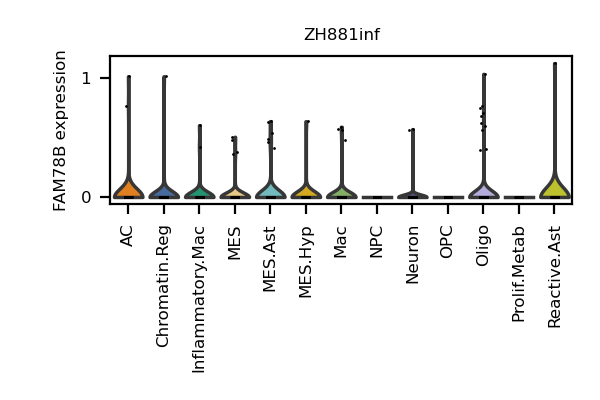 ZH881inf
FAM78B expression
1
0
AC
Chromatin.Reg
Inflammatory.Mac
MES
MES.Ast
MES.Hyp
Mac
NPC
Neuron
OPC
Oligo
Prolif.Metab
Reactive.Ast